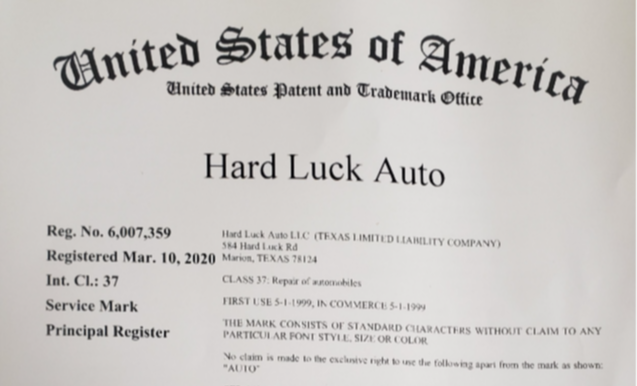 United States of America
United States Patent and Trademark Office
Hard Luck Auto
Reg. No. 6,007,359
Registered Mar. 10, 2020
Int. Cl.: 37
Service Mark
Principal Register
Hard Luck Auto LLC (TEXAS LIMITED LIABILITY COMPANY)
584 Hard Luck Rd
Marion, TEXAS 78124
CLASS 37: Repair of automobiles
FIRST USE 5-1-1999; IN COMMERCE 5-1-1999
THE MARK CONSISTS OF STANDARD CHARACTERS WITHOUT CLAIM TO ANY
PARTICULAR FONT STYLE, SIZE OR COLOR
No claim is made to the exclusive right to use the following apart from the mark as shown:
"AUTO"